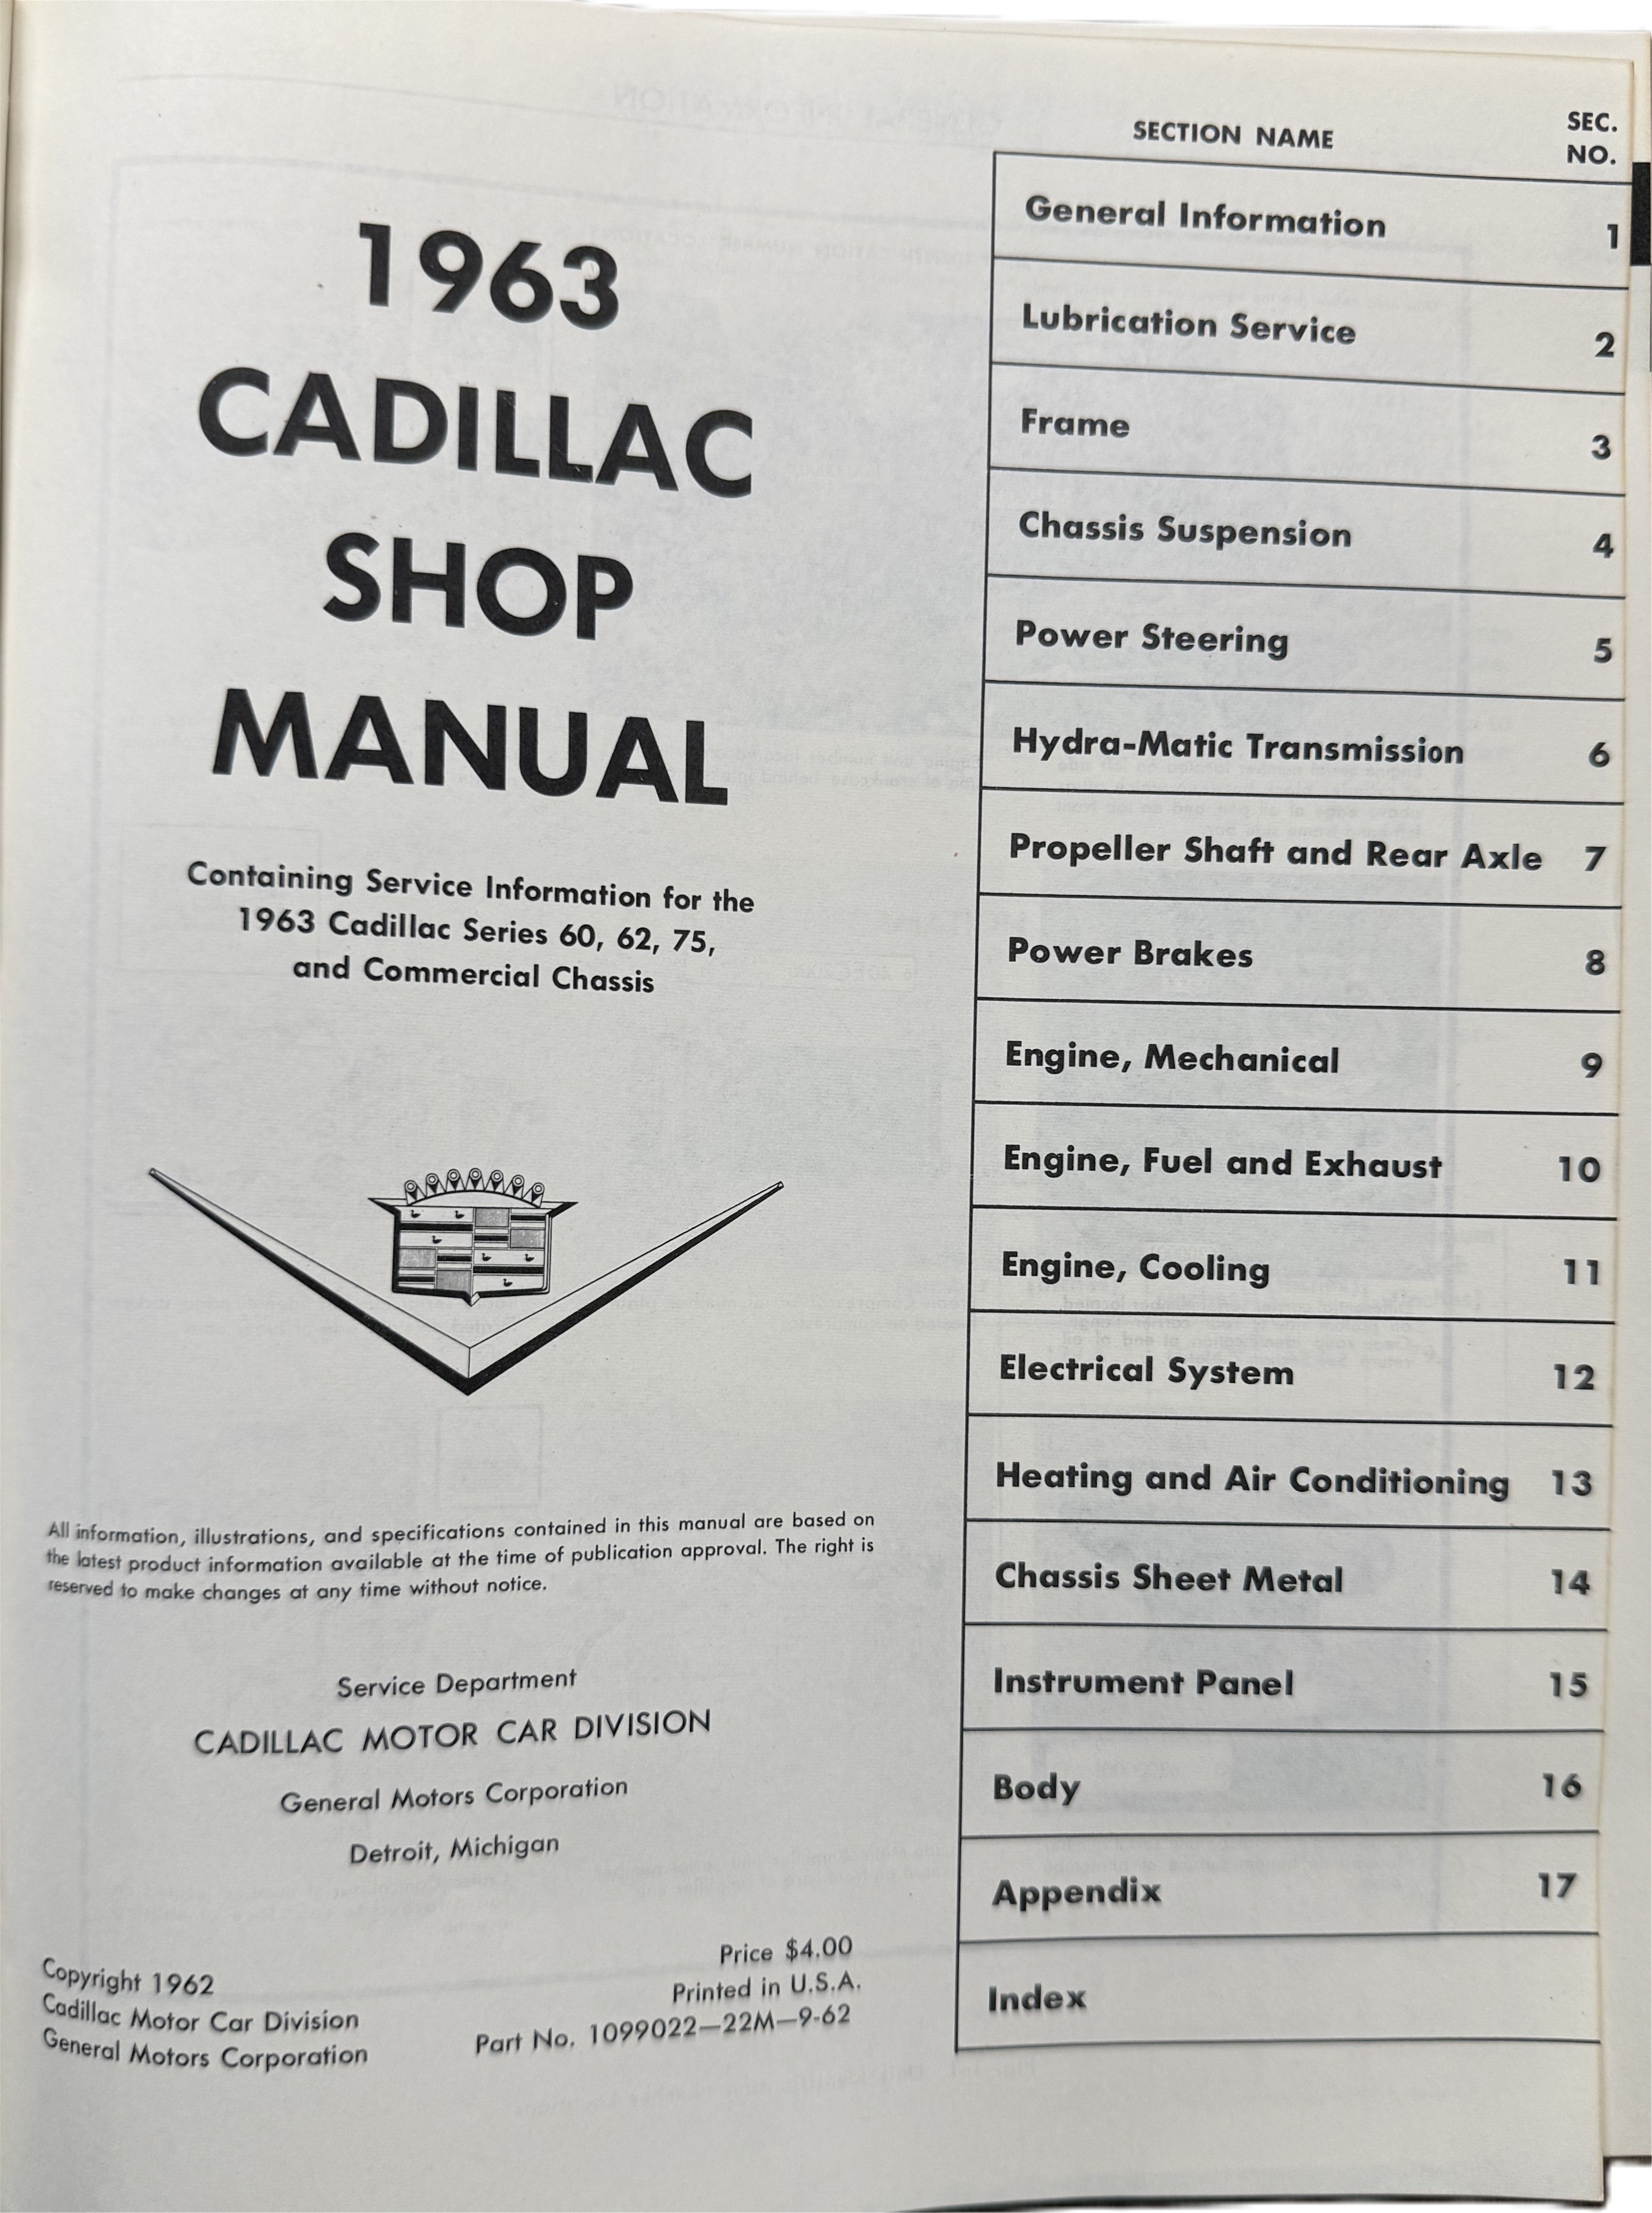 1963
CADILLAC
SHOP
MANUAL
Containing Service Information for the
1963 Cadillac Series 60, 62, 75,
and Commercial Chassis
All information, illustrations, and specifications contained in this manual are based on
the latest product information available at the time of publication approval. The right is
reserved to make changes at any time without notice.
Service Department
CADILLAC MOTOR CAR DIVISION
General Motors Corporation
Detroit, Michigan
Copyright 1962
Cadillac Motor Car Division
General Motors Corporation
Price $4.00
Printed in U.S.A.
Part No. 1099022—22M—9-62
SECTION NAME SEC. NO.
General Information 1
Lubrication Service 2
Frame 3
Chassis Suspension 4
Power Steering 5
Hydra-Matic Transmission 6
Propeller Shaft and Rear Axle 7
Power Brakes 8
Engine, Mechanical 9
Engine, Fuel and Exhaust 10
Engine, Cooling 11
Electrical System 12
Heating and Air Conditioning 13
Chassis Sheet Metal 14
Instrument Panel 15
Body 16
Appendix 17
Index